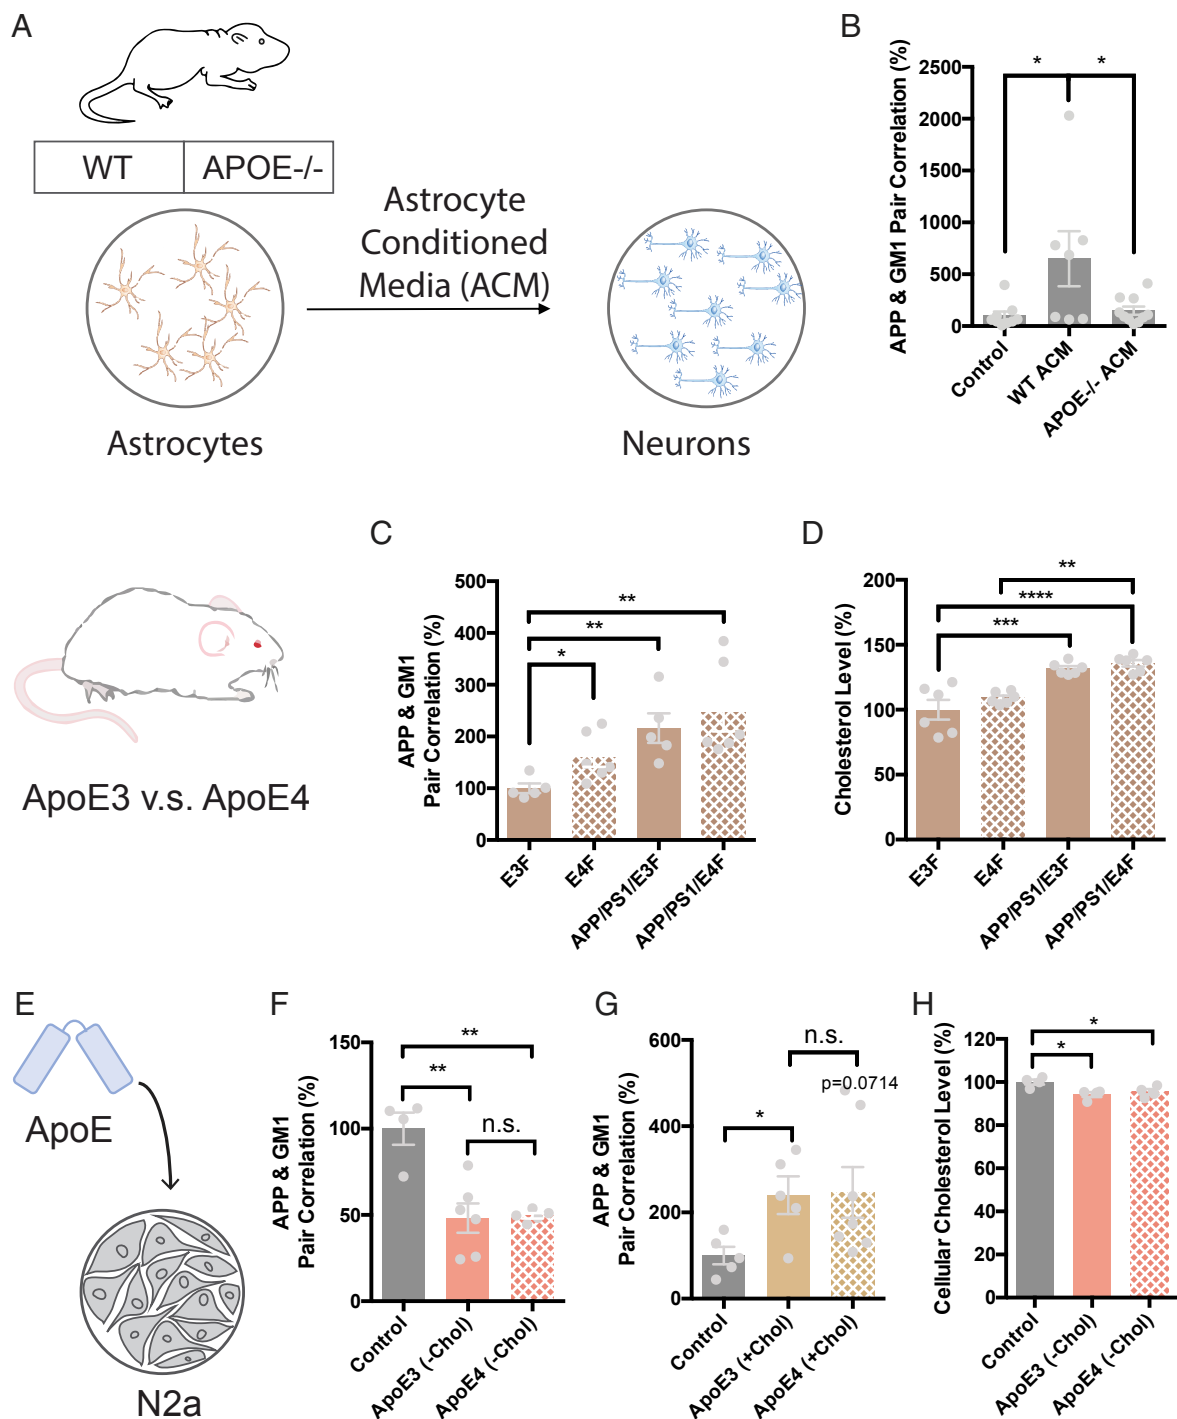 A
WT
APOE-/-
Astrocyte
Conditioned
Media (ACM)
Astrocytes
Neurons
B
APP & GM1 Pair Correlation (%)
2500
2000
1500
1000
500
0
*
*
Control
WT ACM
APOE-/- ACM
ApoE3 v.s. ApoE4
C
APP & GM1
Pair Correlation (%)
500
400
300
200
100
0
**
**
*
E3F
E4F
APP/PS1/E3F
APP/PS1/E4F
D
Cholesterol Level (%)
200
150
100
50
0
**
****
***
E3F
E4F
APP/PS1/E3F
APP/PS1/E4F
E
ApoE
N2a
F
APP & GM1
Pair Correlation (%)
150
100
50
0
**
**
n.s.
Control
ApoE3 (-Chol)
ApoE4 (-Chol)
G
APP & GM1
Pair Correlation (%)
600
400
200
0
n.s.
p=0.0714
*
Control
ApoE3 (+Chol)
ApoE4 (+Chol)
H
Cellular Cholesterol Level (%)
120
100
80
60
40
20
0
*
*
Control
ApoE3 (-Chol)
ApoE4 (-Chol)